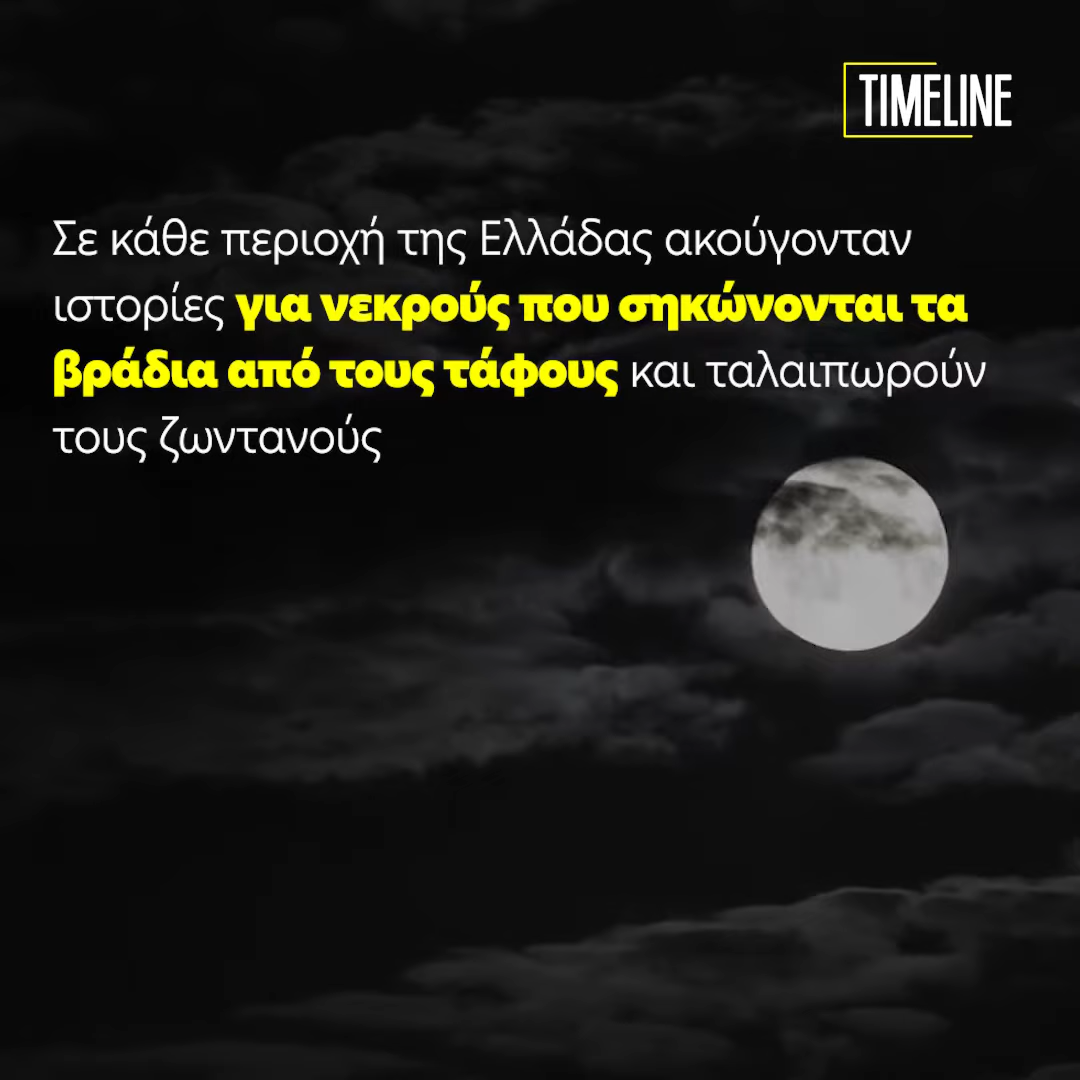 TIMELINE
Σε κάθε περιοχή της Ελλάδας ακούγονταν
ιστορίες για νεκρούς που σηκώνονται τα
βράδια από τους τάφους και ταλαιπωρούν
τους ζωντανούς